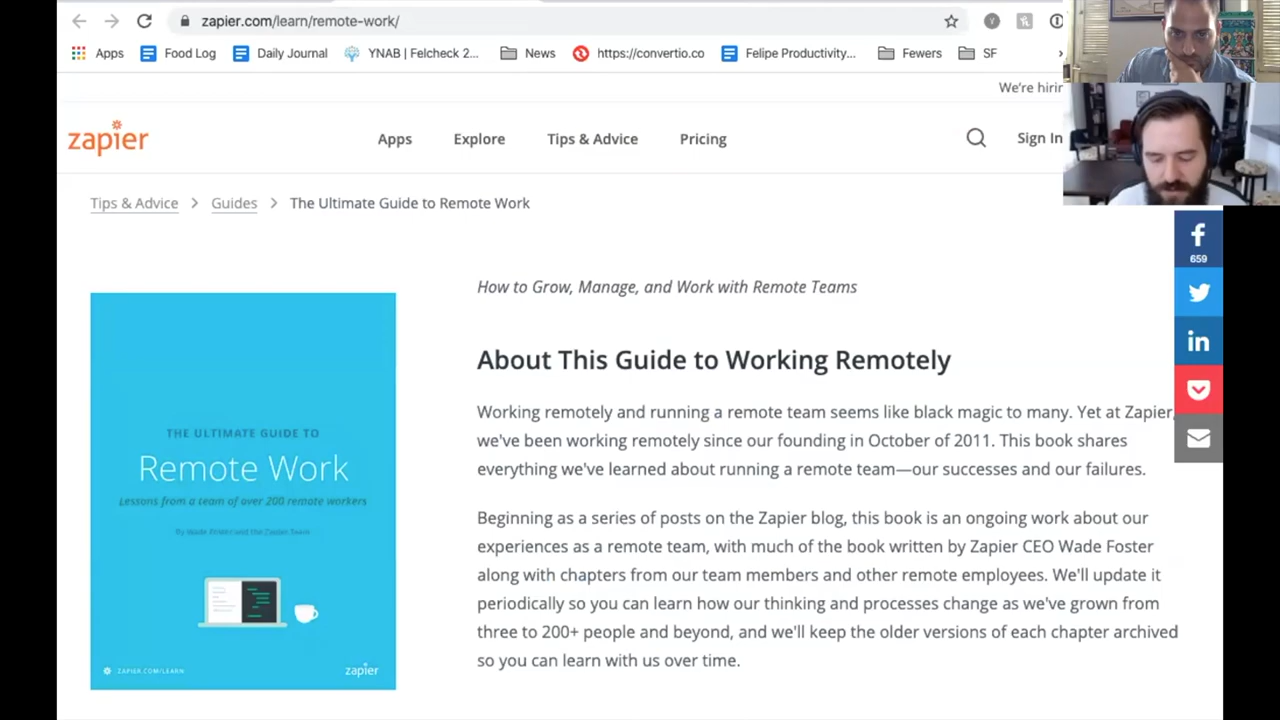 zapier.com/learn/remote-work/
Apps Food Log Daily Journal YNAB | Felcheck 2... News https://convertio.co Felipe Productivity... Fewers SF
We're hirin
zapier
Apps Explore Tips & Advice Pricing Sign In
Tips & Advice > Guides > The Ultimate Guide to Remote Work
659
How to Grow, Manage, and Work with Remote Teams
About This Guide to Working Remotely
Working remotely and running a remote team seems like black magic to many. Yet at Zapier,
we've been working remotely since our founding in October of 2011. This book shares
everything we've learned about running a remote team—our successes and our failures.
Beginning as a series of posts on the Zapier blog, this book is an ongoing work about our
experiences as a remote team, with much of the book written by Zapier CEO Wade Foster
along with chapters from our team members and other remote employees. We'll update it
periodically so you can learn how our thinking and processes change as we've grown from
three to 200+ people and beyond, and we'll keep the older versions of each chapter archived
so you can learn with us over time.
THE ULTIMATE GUIDE TO
Remote Work
Lessons from a team of over 200 remote workers
By Wade Foster and the Zapier Team
ZAPIER.COM/LEARN
zapier